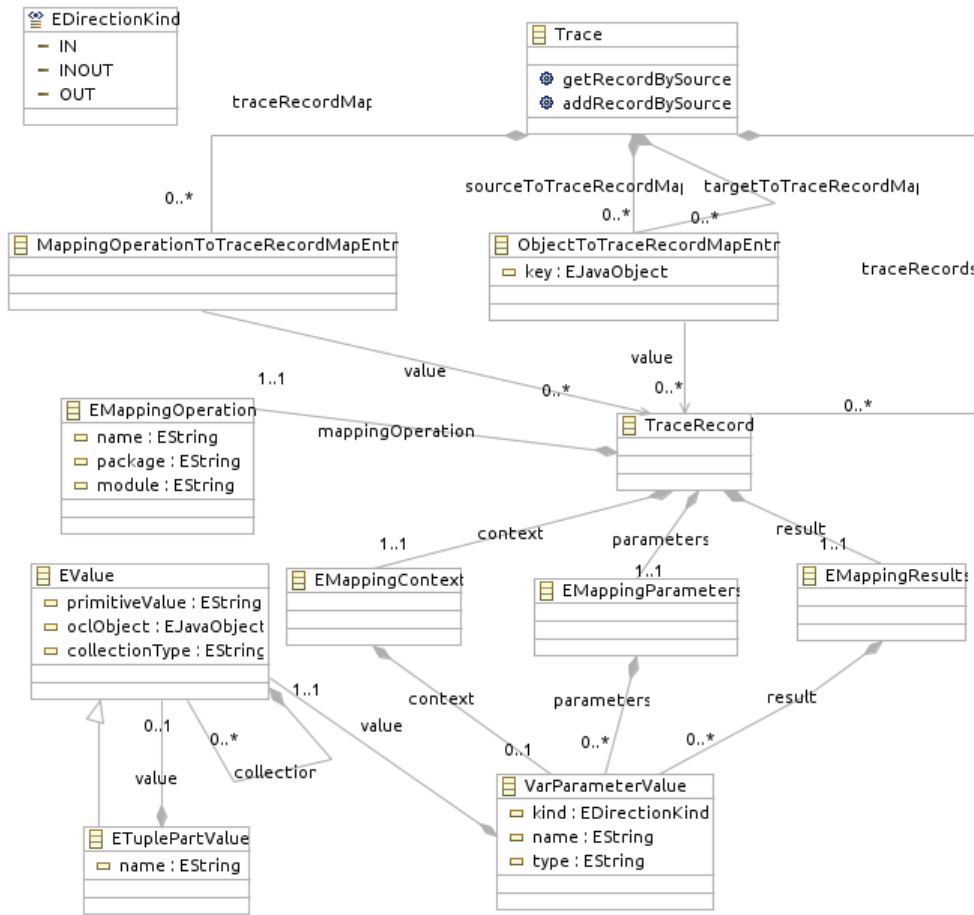 EDirectionKind
IN
INOUT
OUT
Trace
getRecordBySource
addRecordBySource
traceRecordMap
sourceToTraceRecordMap
targetToTraceRecordMap
0..*
0..*
0..*
MappingOperationToTraceRecordMapEntr
ObjectToTraceRecordMapEntr
key : EJavaObject
traceRecords
value
value
1..1
0..*
0..*
0..*
EMappingOperation
name : EString
package : EString
module : EString
mappingOperation
TraceRecord
context
parameters
result
1..1
1..1
1..1
EValue
primitiveValue : EString
oclObject : EJavaObject
collectionType : EString
EMappingContext
EMappingParameters
EMappingResults
1..1
context
parameters
result
0..1
0..*
value
0..1
0..*
0..*
value
collection
VarParameterValue
kind : EDirectionKind
name : EString
type : EString
ETuplePartValue
name : EString